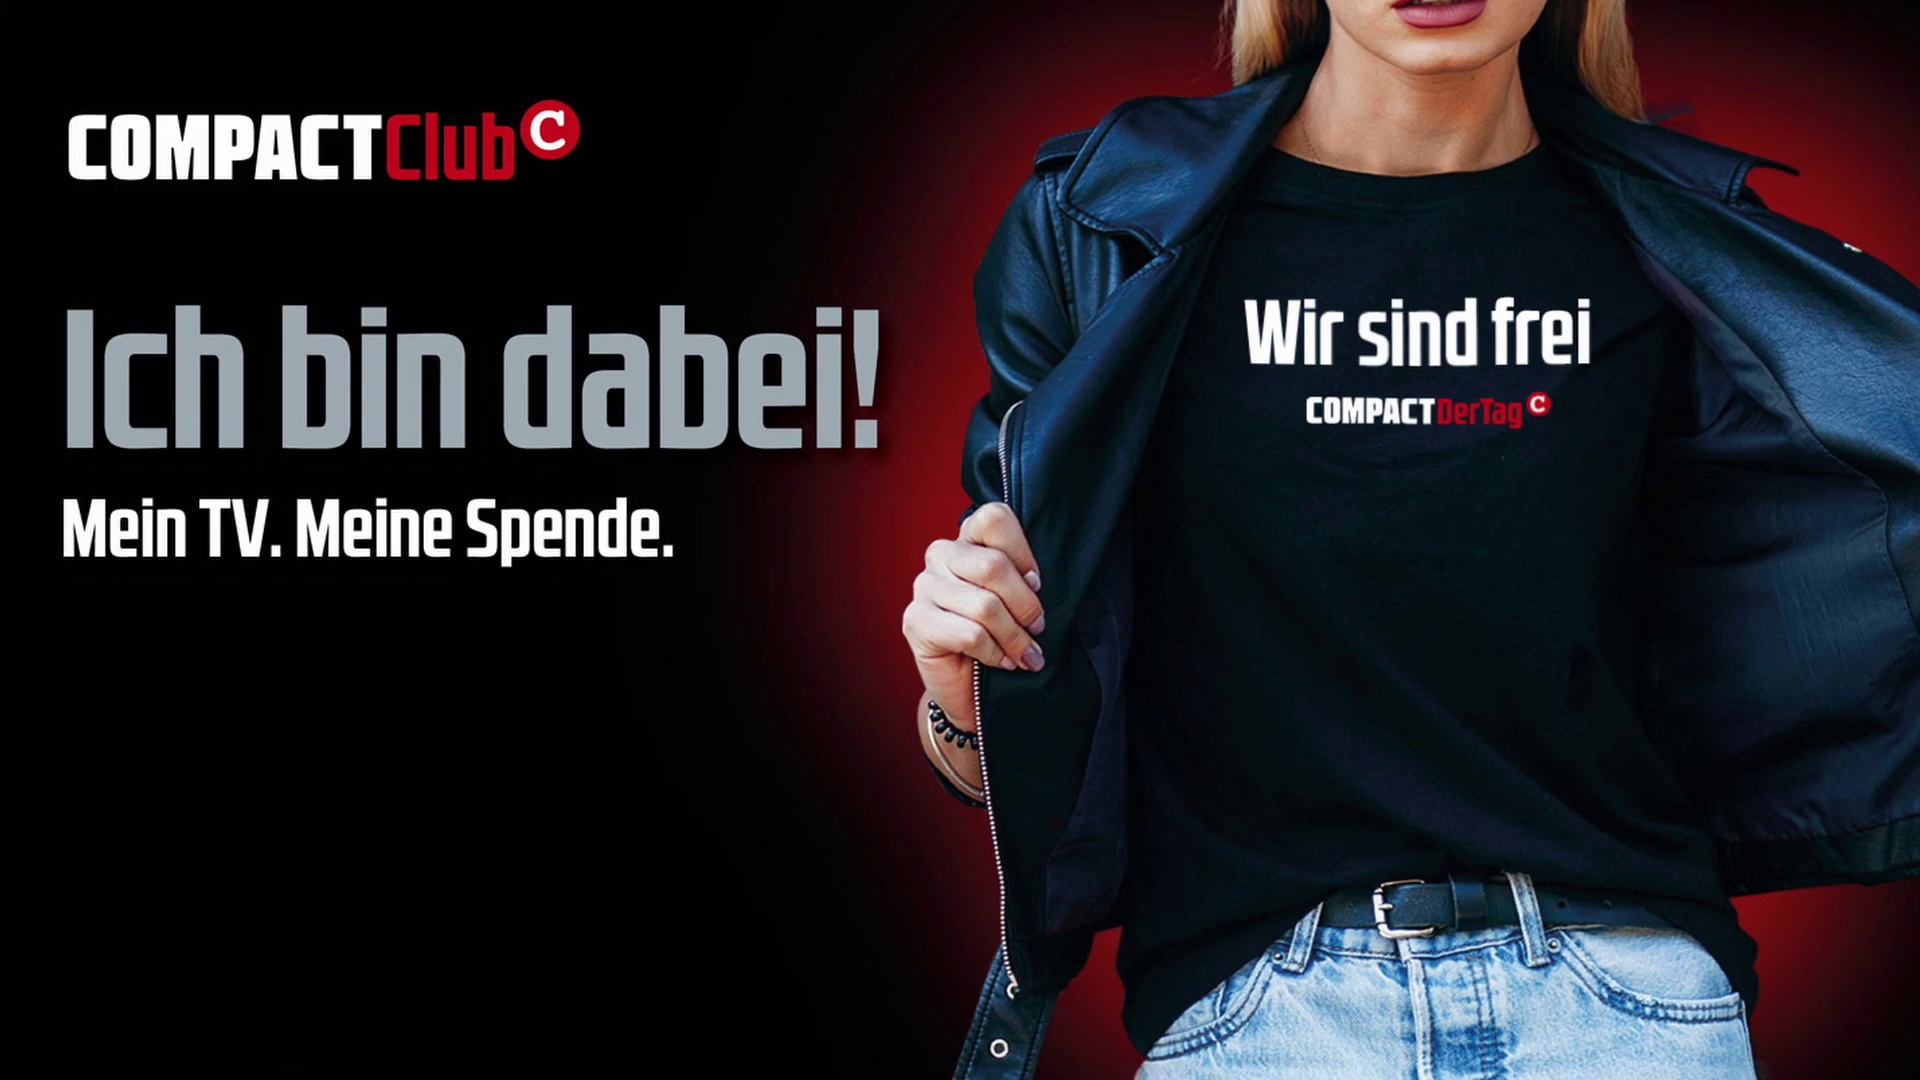 COMPACTClub C
Ich bin dabei!
Mein TV. Meine Spende.
Wir sind frei
COMPACTDerTag C